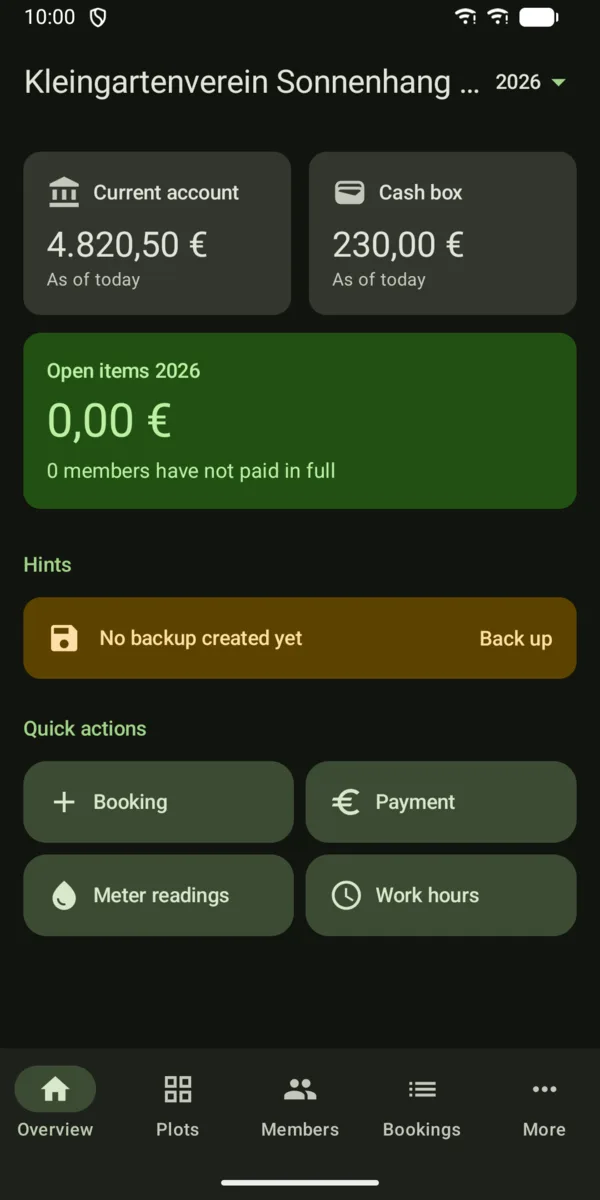 10:00
Kleingartenverein Sonnenhang ... 2026
Current account
4.820,50 €
As of today
Cash box
230,00 €
As of today
Open items 2026
0,00 €
0 members have not paid in full
Hints
No backup created yet Back up
Quick actions
Booking Payment
Meter readings Work hours
Overview Plots Members Bookings More